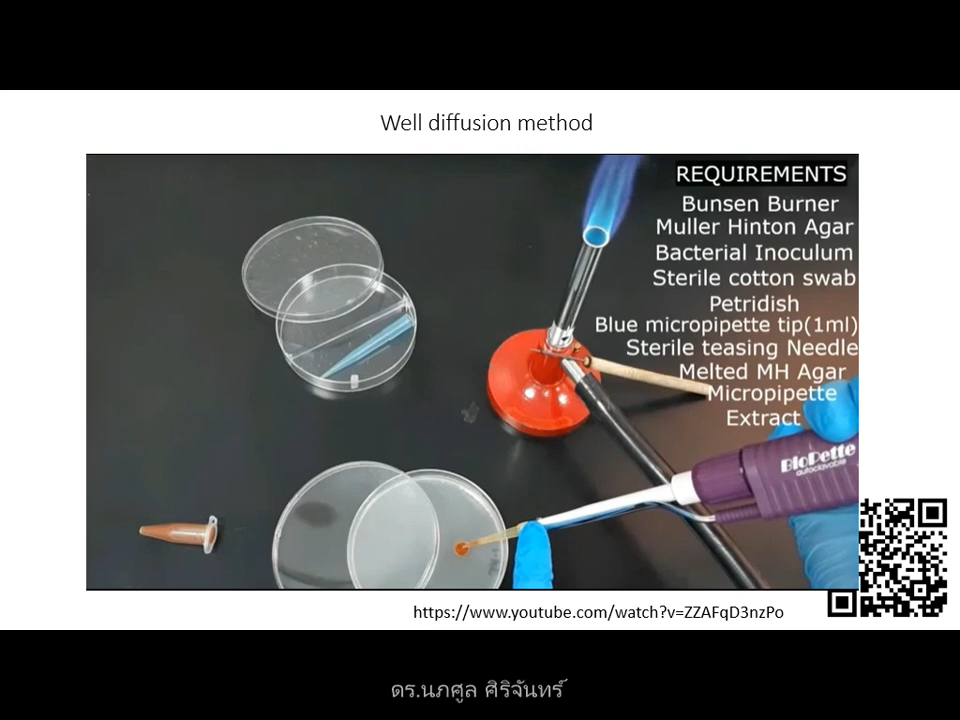 Well diffusion method
REQUIREMENTS
Bunsen Burner
Muller Hinton Agar
Bacterial Inoculum
Sterile cotton swab
Petridish
Blue micropipette tip(1ml)
Sterile teasing Needle
Melted MH Agar
Micropipette
Extract
BioPette
autoclavable
https://www.youtube.com/watch?v=ZZAFqD3nzPo
ดร.นภศูล ศิริจันทร์